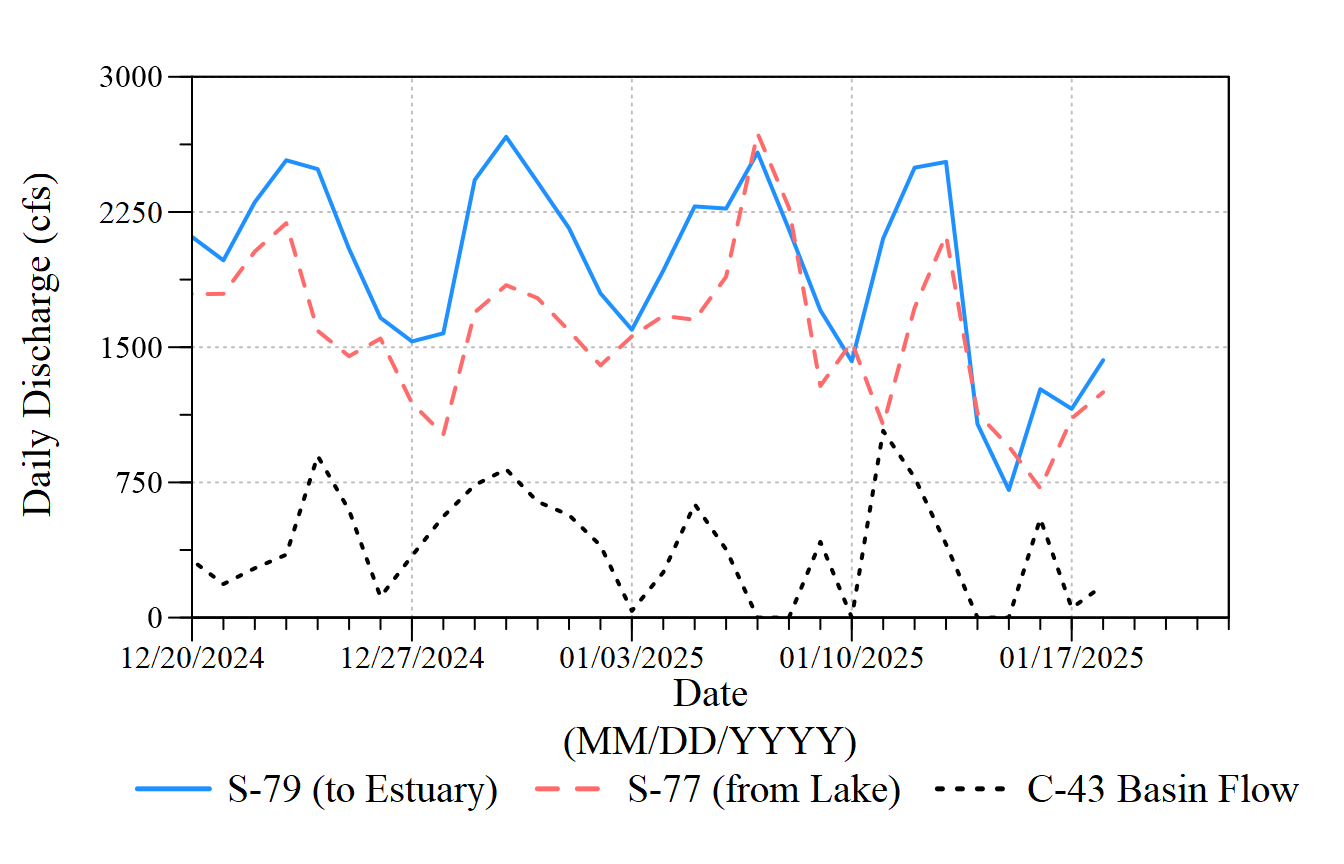 3000
2250
1500
750
0
Daily Discharge (cfs)
12/20/2024 12/27/2024 01/03/2025 01/10/2025 01/17/2025
Date
(MM/DD/YYYY)
S-79 (to Estuary) S-77 (from Lake) C-43 Basin Flow